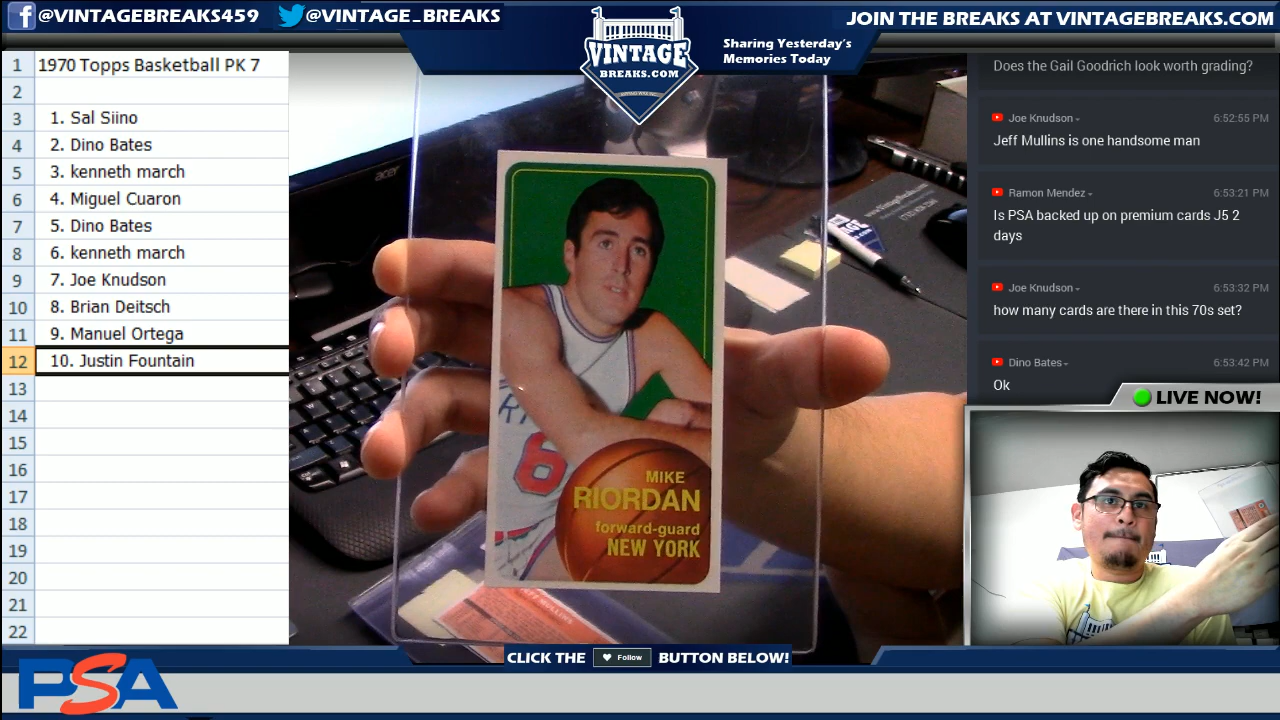 @VINTAGEBREAKS459
@VINTAGE_BREAKS
VINTAGE
BREAKS.COM
Sharing Yesterday's
Memories Today
JOIN THE BREAKS AT VINTAGEBREAKS.COM
1 1970 Topps Basketball PK 7
2
3 1. Sal Siino
4 2. Dino Bates
5 3. kenneth march
6 4. Miguel Cuaron
7 5. Dino Bates
8 6. kenneth march
9 7. Joe Knudson
10 8. Brian Deitsch
11 9. Manuel Ortega
12 10. Justin Fountain
13
14
15
16
17
18
19
20
21
22
acer
6
MIKE
RIORDAN
forward-guard
NEW YORK
Does the Gail Goodrich look worth grading?
Joe Knudson 6:52:55 PM
Jeff Mullins is one handsome man
Ramon Mendez 6:53:21 PM
Is PSA backed up on premium cards J5 2
days
Joe Knudson 6:53:32 PM
how many cards are there in this 70s set?
Dino Bates 6:53:42 PM
Ok
LIVE NOW!
CLICK THE Follow BUTTON BELOW!
PSA